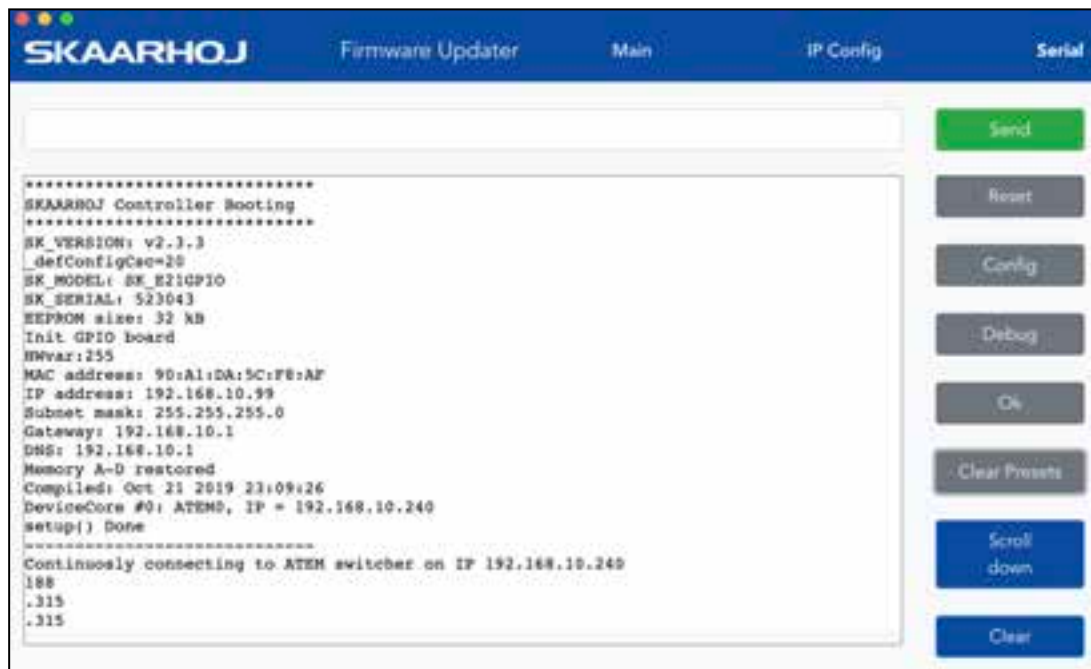 SKAARHOJ Firmware Updater Main IP Config Serial
Send
******************************
SKAARHOJ Controller Booting
******************************
SK_VERSION: v2.3.3
_defConfigCsc=20
SK_MODEL: SK_E21GPIO
SK_SERIAL: 523043
EEPROM size: 32 kB
Init GPIO board
HWvar:255
MAC address: 90:A1:DA:5C:F8:AF
IP address: 192.168.10.99
Subnet mask: 255.255.255.0
Gateway: 192.168.10.1
DNS: 192.168.10.1
Memory A-D restored
Compiled: Oct 21 2019 23:09:26
DeviceCore #0: ATEM0, IP = 192.168.10.240
setup() Done
------------------------------
Continuosly connecting to ATEM switcher on IP 192.168.10.240
188
.315
.315
Reset
Config
Debug
Ok
Clear Presets
Scroll
down
Clear